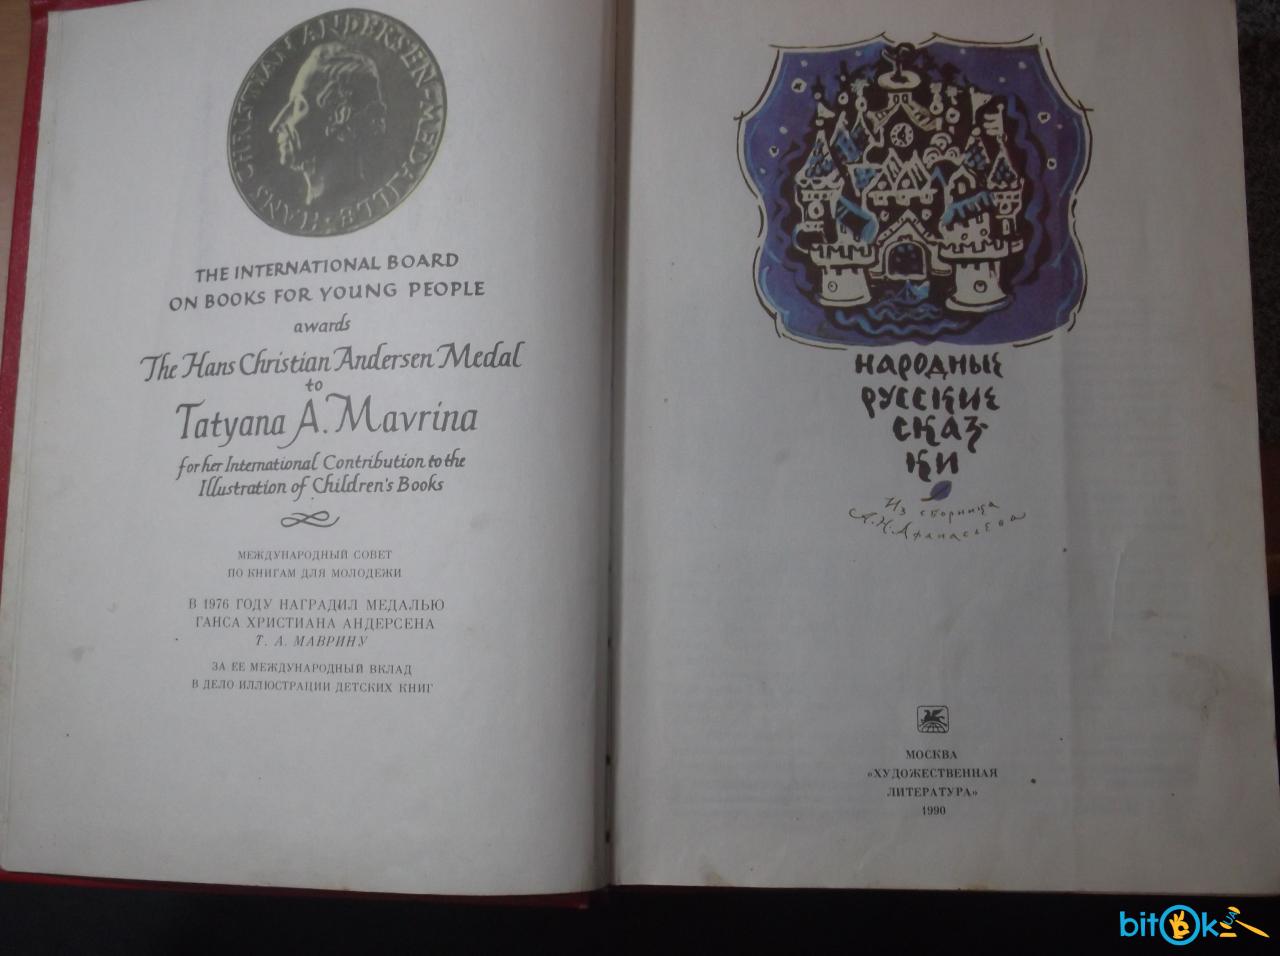 HANS CHRISTIAN ANDERSEN-MEDAILLE
THE INTERNATIONAL BOARD
ON BOOKS FOR YOUNG PEOPLE
awards
The Hans Christian Andersen Medal
to
Tatyana A. Mavrina
for her International Contribution to the
Illustration of Children's Books
МЕЖДУНАРОДНЫЙ СОВЕТ
ПО КНИГАМ ДЛЯ МОЛОДЕЖИ
В 1976 ГОДУ НАГРАДИЛ МЕДАЛЬЮ
ГАНСА ХРИСТИАНА АНДЕРСЕНА
Т. А. МАВРИНУ
ЗА ЕЕ МЕЖДУНАРОДНЫЙ ВКЛАД
В ДЕЛО ИЛЛЮСТРАЦИИ ДЕТСКИХ КНИГ
НАРОДНЫЕ
РУССКИЕ
СКАЗ-
КИ
Из сборника
А.Н.Афанасьева
МОСКВА
«ХУДОЖЕСТВЕННАЯ
ЛИТЕРАТУРА»
1990
bitOk UA